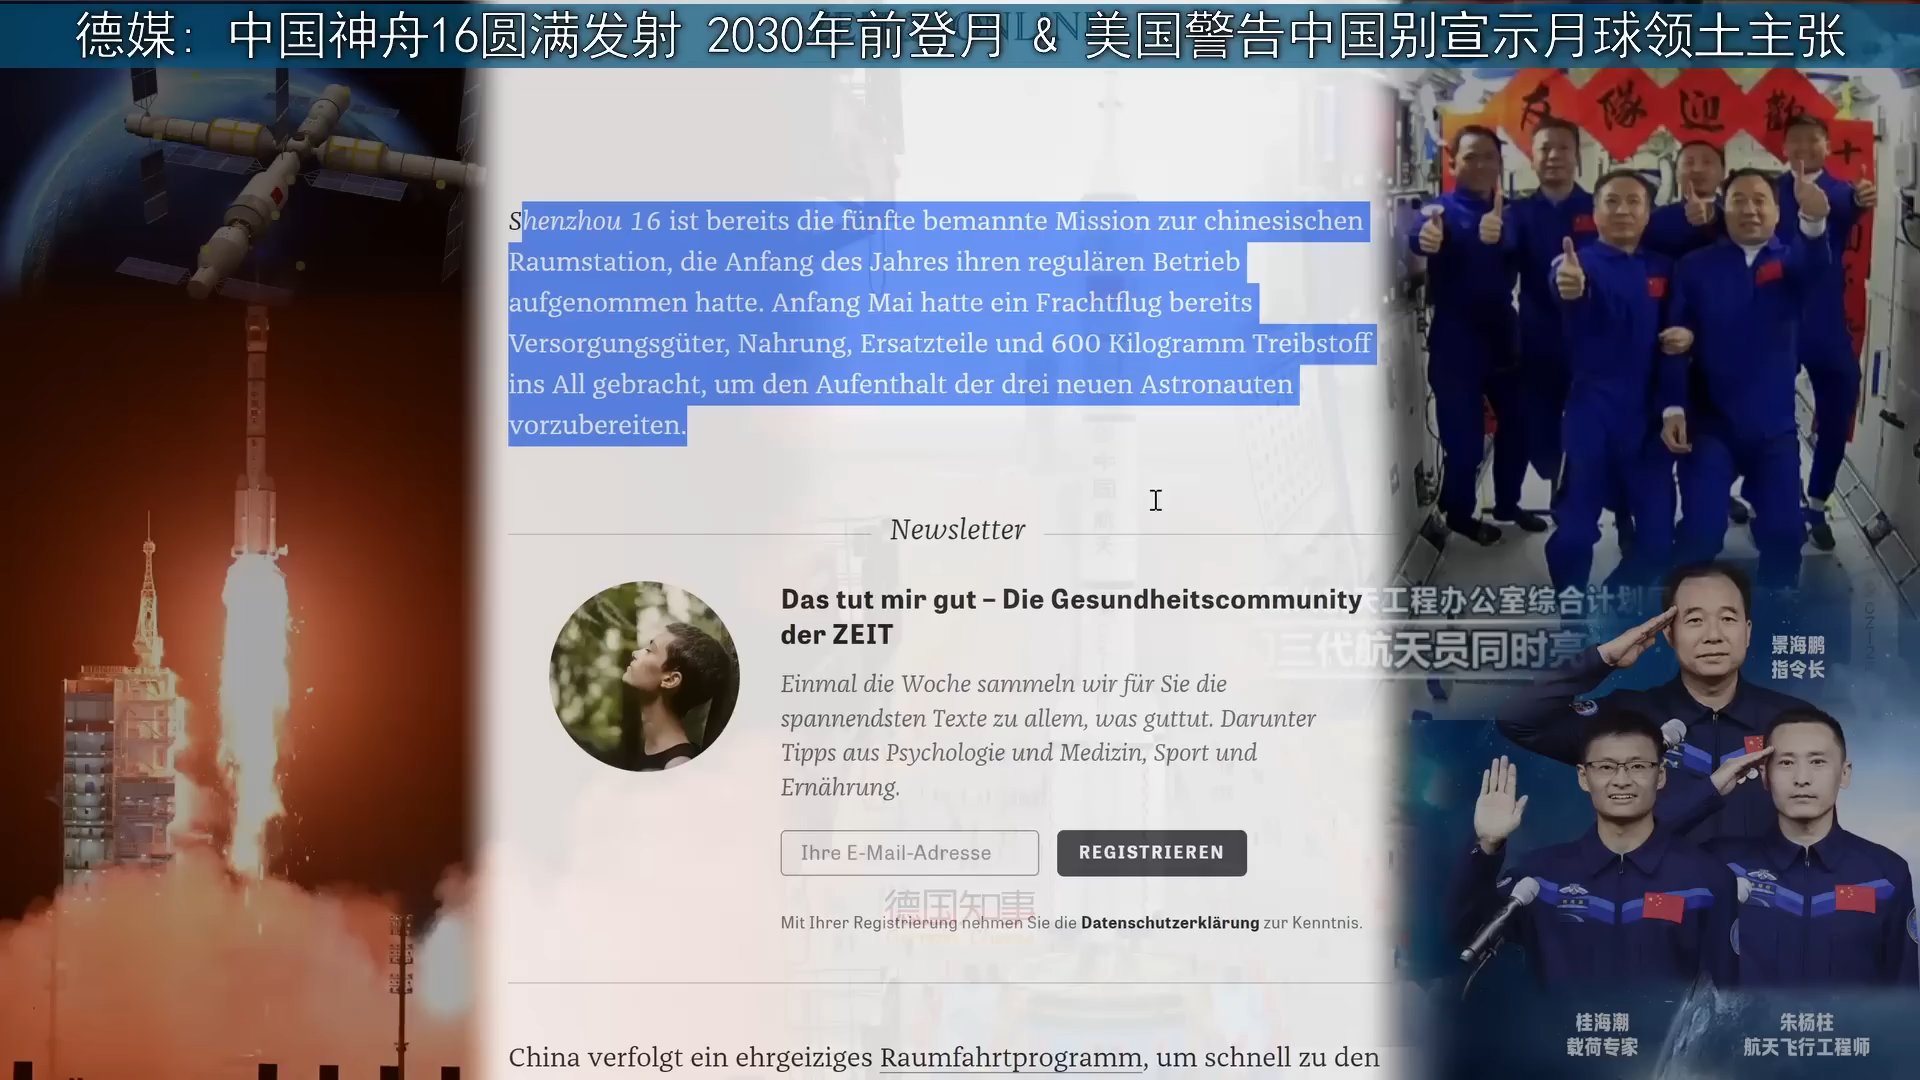 德媒：中国神舟16圆满发射 2030年前登月 & 美国警告中国别宣示月球领土主张
友隊迎歡
Shenzhou 16 ist bereits die fünfte bemannte Mission zur chinesischen
Raumstation, die Anfang des Jahres ihren regulären Betrieb
aufgenommen hatte. Anfang Mai hatte ein Frachtflug bereits
Versorgungsgüter, Nahrung, Ersatzteile und 600 Kilogramm Treibstoff
ins All gebracht, um den Aufenthalt der drei neuen Astronauten
vorzubereiten.
中国航天
Newsletter
Das tut mir gut – Die Gesundheitscommunity
der ZEIT
Einmal die Woche sammeln wir für Sie die
spannendsten Texte zu allem, was guttut. Darunter
Tipps aus Psychologie und Medizin, Sport und
Ernährung.
Ihre E-Mail-Adresse
REGISTRIEREN
德国知事
Mit Ihrer Registrierung nehmen Sie die Datenschutzerklärung zur Kenntnis.
China verfolgt ein ehrgeiziges Raumfahrtprogramm, um schnell zu den
天工程办公室综合计划
三代航天员同时亮
景海鹏
指令长
桂海潮
载荷专家
朱杨柱
航天飞行工程师